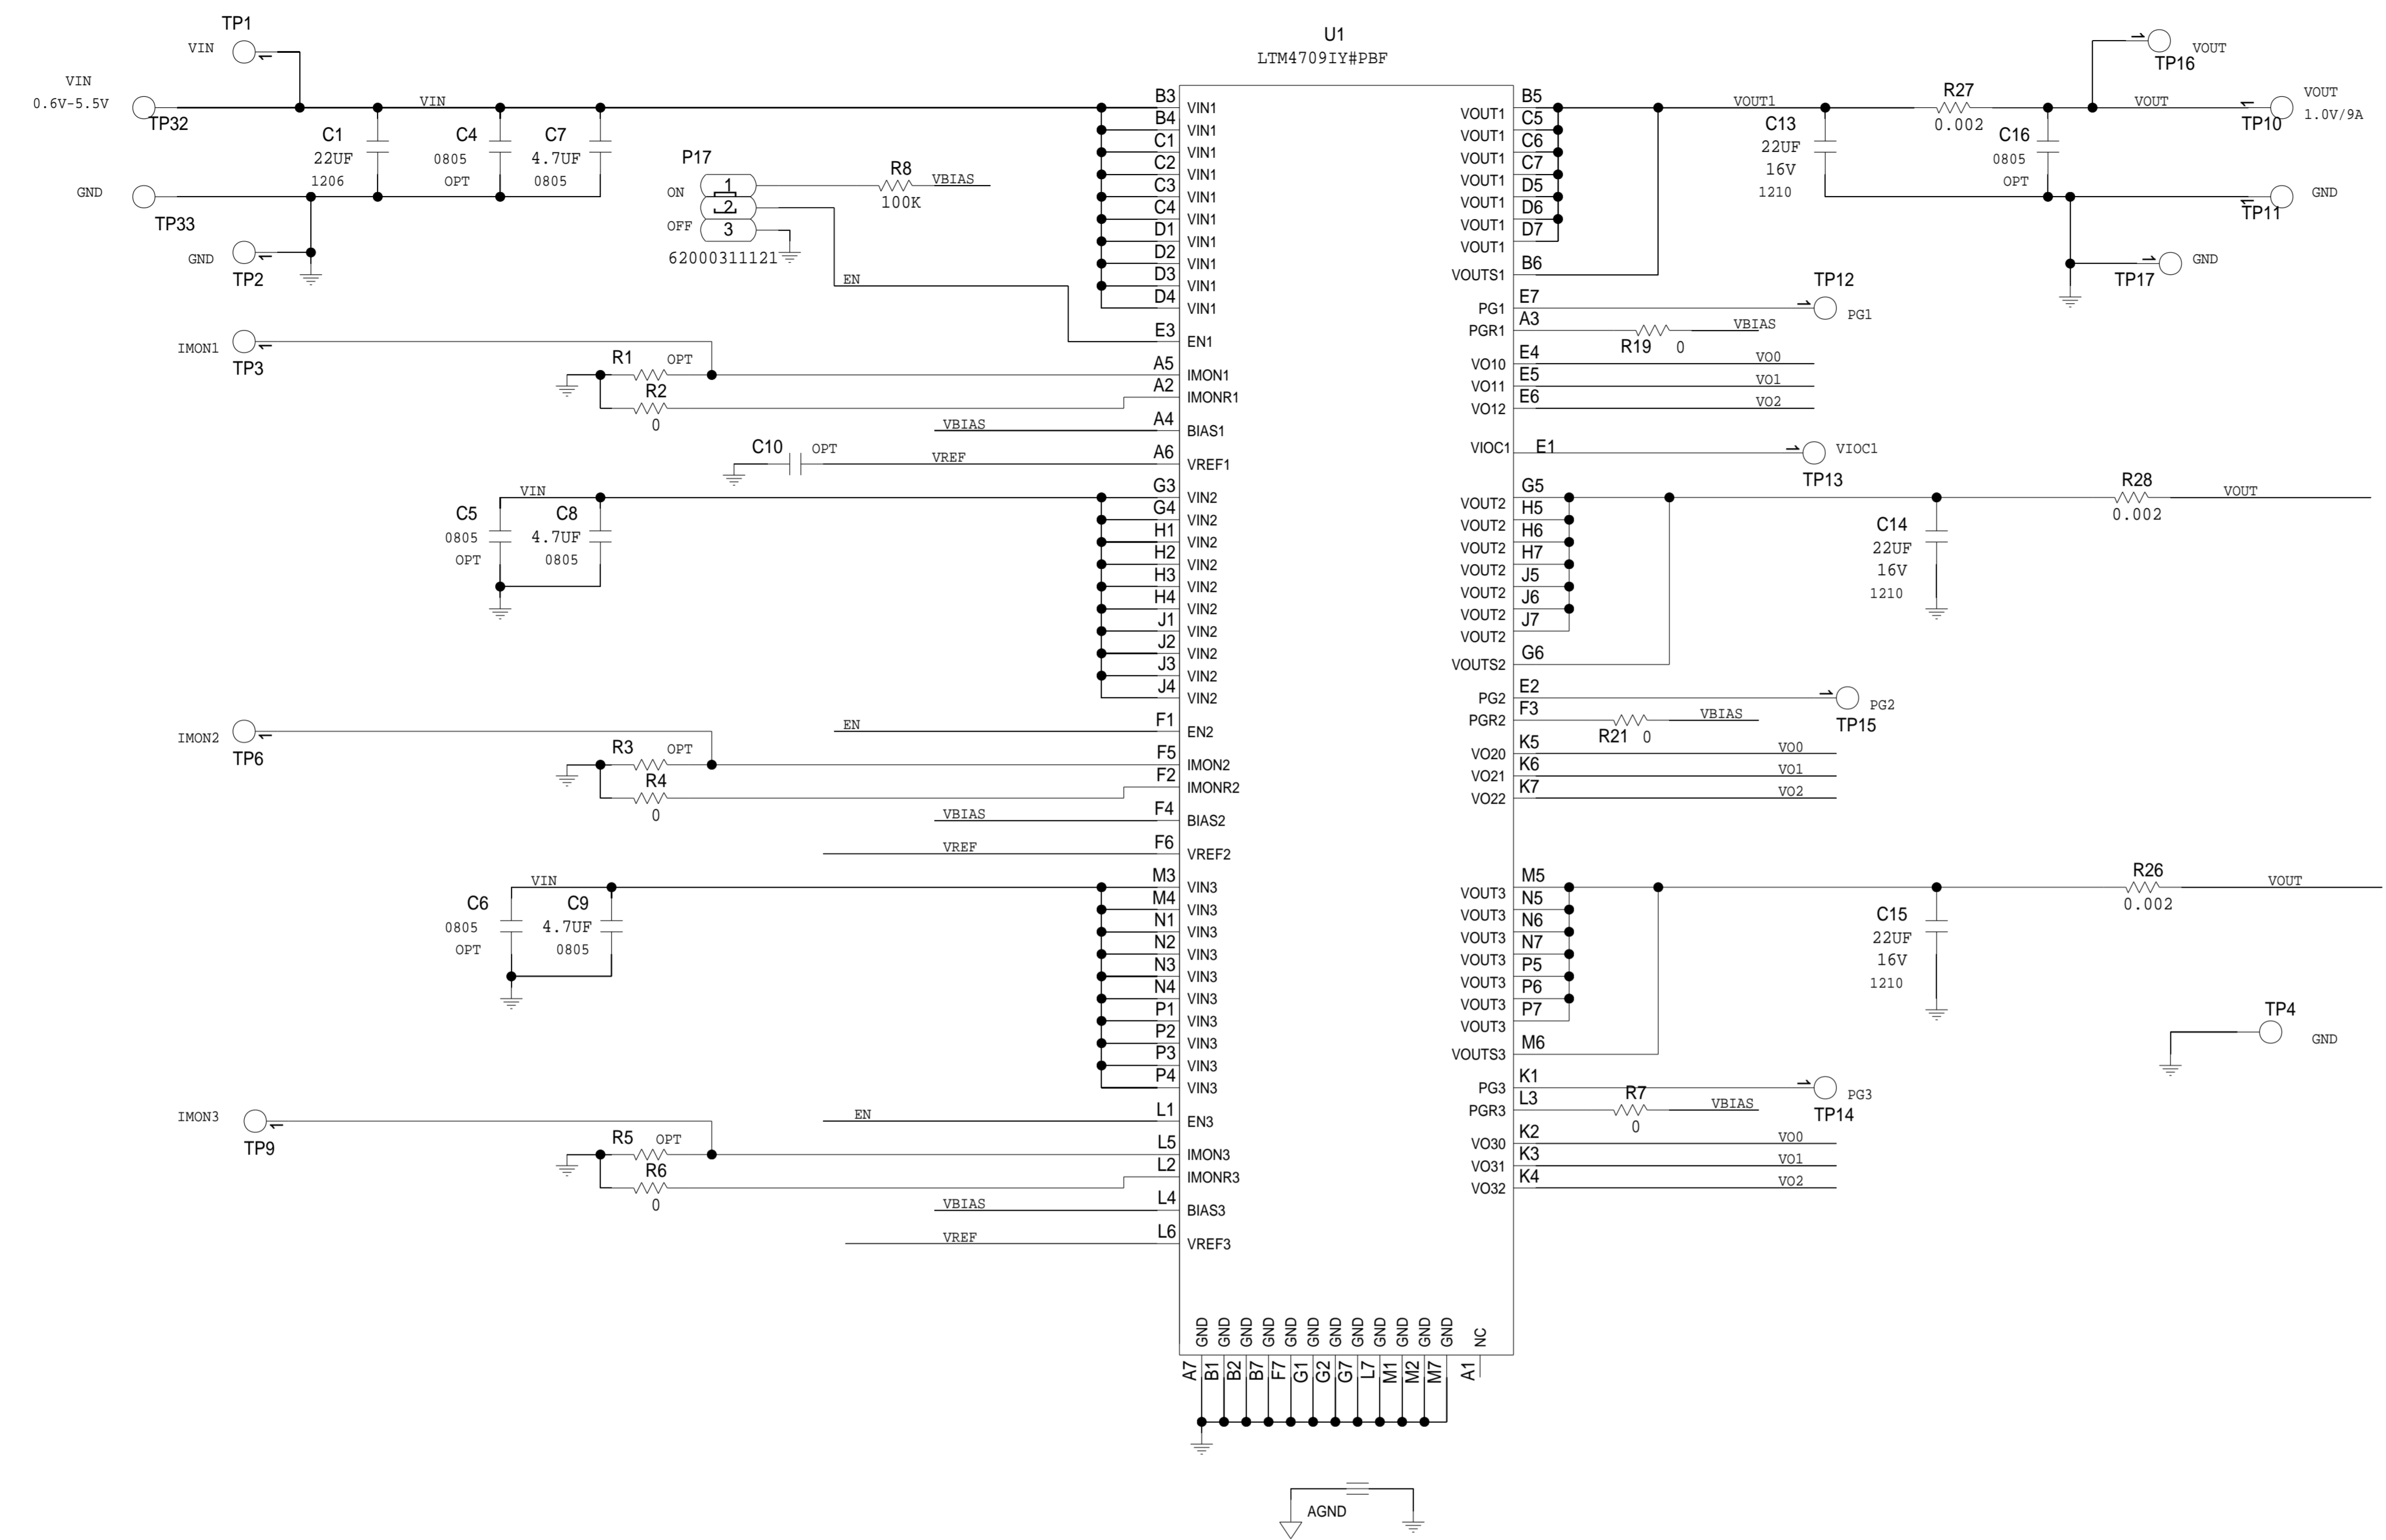 TP1
VIN
VIN
0.6V-5.5V
TP32
VIN
C1
22UF
1206
C4
0805
OPT
C7
4.7UF
0805
GND
TP33
GND
TP2
P17
ON
OFF
1
2
3
62000311121
R8
100K
VBIAS
EN
IMON1
TP3
R1
OPT
R2
0
VBIAS
C10
OPT
VREF
VIN
C5
0805
OPT
C8
4.7UF
0805
IMON2
TP6
EN
R3
OPT
R4
0
VBIAS
VREF
VIN
C6
0805
OPT
C9
4.7UF
0805
IMON3
TP9
EN
R5
OPT
R6
0
VBIAS
VREF
U1
LTM4709IY#PBF
B3 VIN1
B4 VIN1
C1 VIN1
C2 VIN1
C3 VIN1
C4 VIN1
D1 VIN1
D2 VIN1
D3 VIN1
D4 VIN1
E3 EN1
A5 IMON1
A2 IMONR1
A4 BIAS1
A6 VREF1
G3 VIN2
G4 VIN2
H1 VIN2
H2 VIN2
H3 VIN2
H4 VIN2
J1 VIN2
J2 VIN2
J3 VIN2
J4 VIN2
F1 EN2
F5 IMON2
F2 IMONR2
F4 BIAS2
F6 VREF2
M3 VIN3
M4 VIN3
N1 VIN3
N2 VIN3
N3 VIN3
N4 VIN3
P1 VIN3
P2 VIN3
P3 VIN3
P4 VIN3
L1 EN3
L5 IMON3
L2 IMONR3
L4 BIAS3
L6 VREF3
VOUT1 B5
VOUT1 C5
VOUT1 C6
VOUT1 C7
VOUT1 D5
VOUT1 D6
VOUT1 D7
VOUTS1 B6
PG1 E7
PGR1 A3
VO10 E4
VO11 E5
VO12 E6
VIOC1 E1
VOUT2 G5
VOUT2 H5
VOUT2 H6
VOUT2 H7
VOUT2 J5
VOUT2 J6
VOUT2 J7
VOUTS2 G6
PG2 E2
PGR2 F3
VO20 K5
VO21 K6
VO22 K7
VOUT3 M5
VOUT3 N5
VOUT3 N6
VOUT3 N7
VOUT3 P5
VOUT3 P6
VOUT3 P7
VOUTS3 M6
PG3 K1
PGR3 L3
VO30 K2
VO31 K3
VO32 K4
GND GND GND GND GND GND GND GND GND GND GND GND NC
A7 B1 B2 B7 F7 G1 G2 G7 L7 M1 M2 M7 A1
AGND
VOUT1
C13
22UF
16V
1210
R27
0.002
C16
0805
OPT
VOUT
TP16
VOUT
VOUT
1.0V/9A
TP10
GND
TP11
GND
TP17
TP12
PG1
VBIAS
R19 0
VO0
VO1
VO2
VIOC1
TP13
R28
0.002
VOUT
C14
22UF
16V
1210
PG2
TP15
VBIAS
R21 0
VO0
VO1
VO2
R26
0.002
VOUT
C15
22UF
16V
1210
TP4
GND
PG3
TP14
R7
0
VBIAS
VO0
VO1
VO2